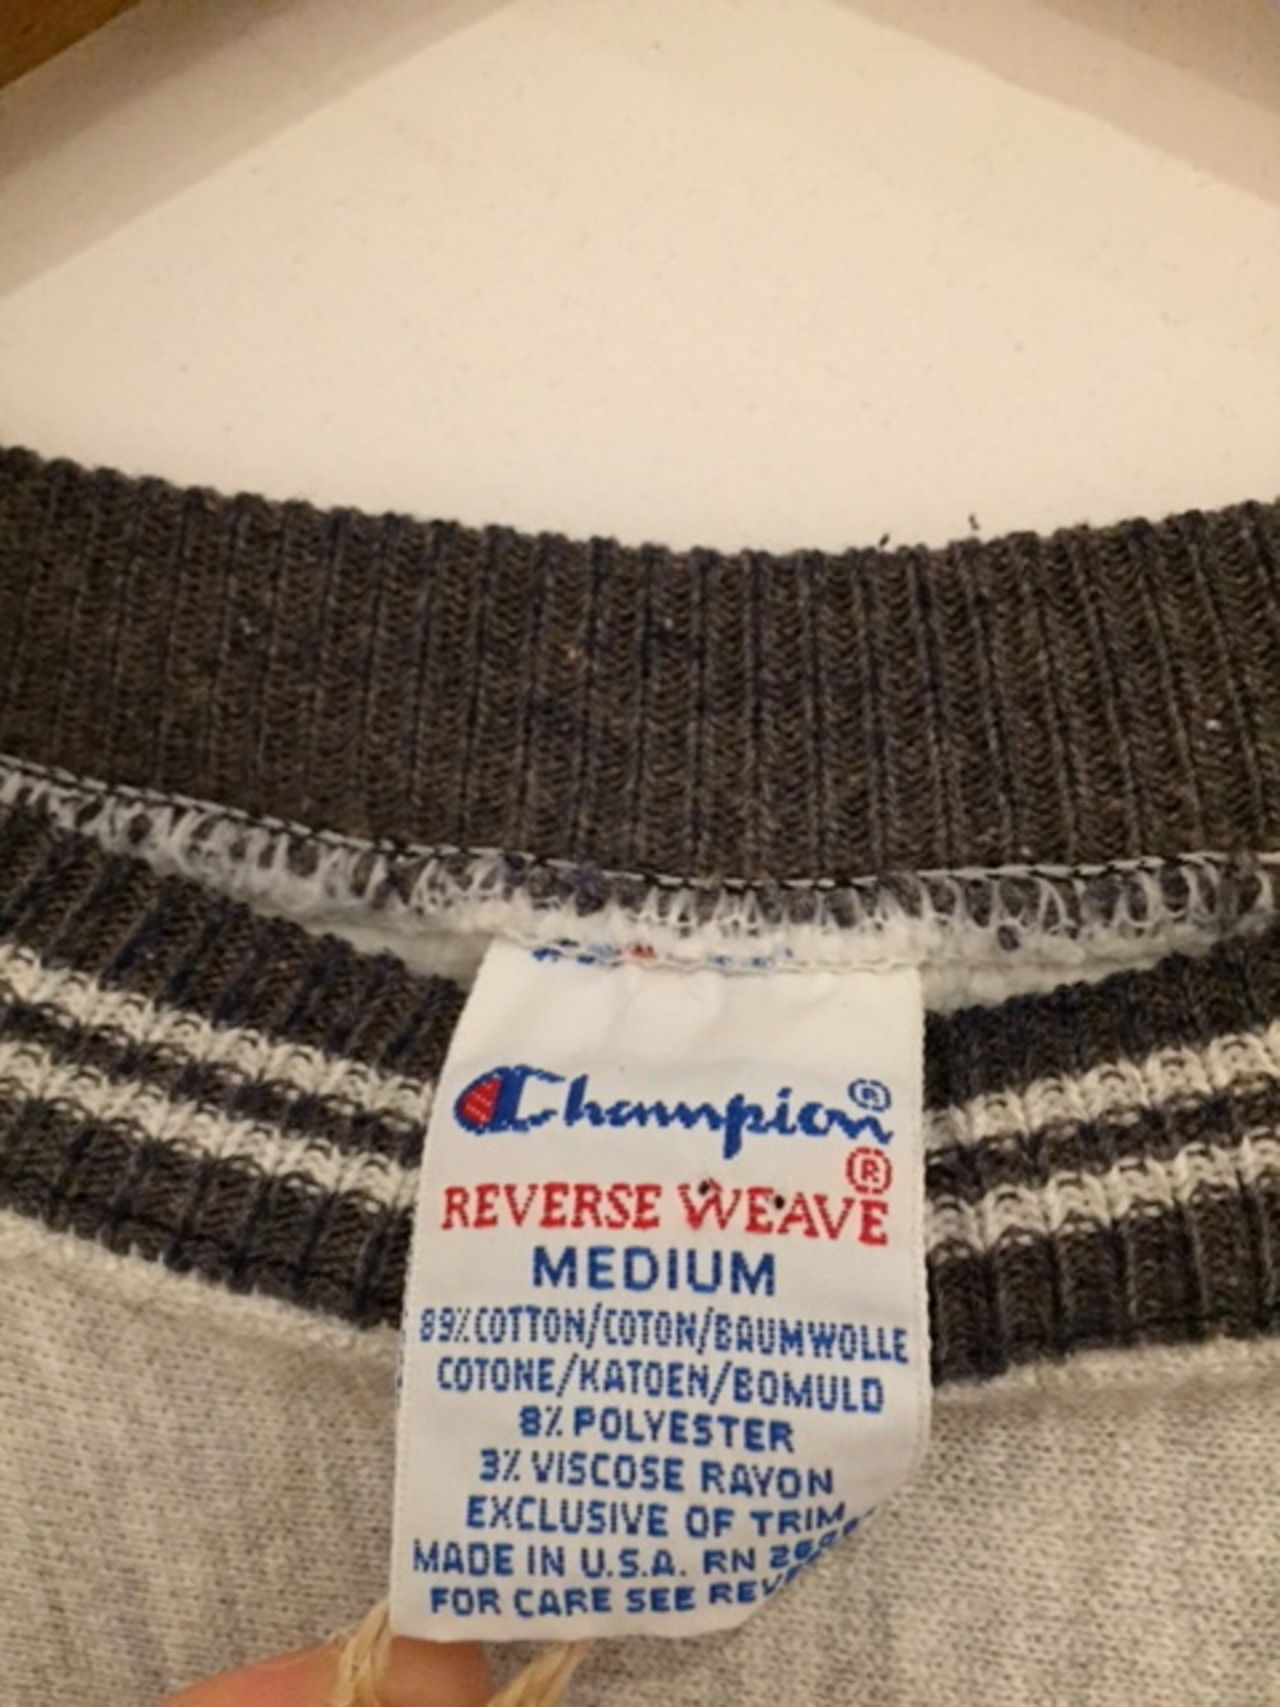 Champion®
REVERSE WEAVE®
MEDIUM
89% COTTON/COTON/BAUMWOLLE
COTONE/KATOEN/BOMULD
8% POLYESTER
3% VISCOSE RAYON
EXCLUSIVE OF TRIM
MADE IN U.S.A. RN
FOR CARE SEE